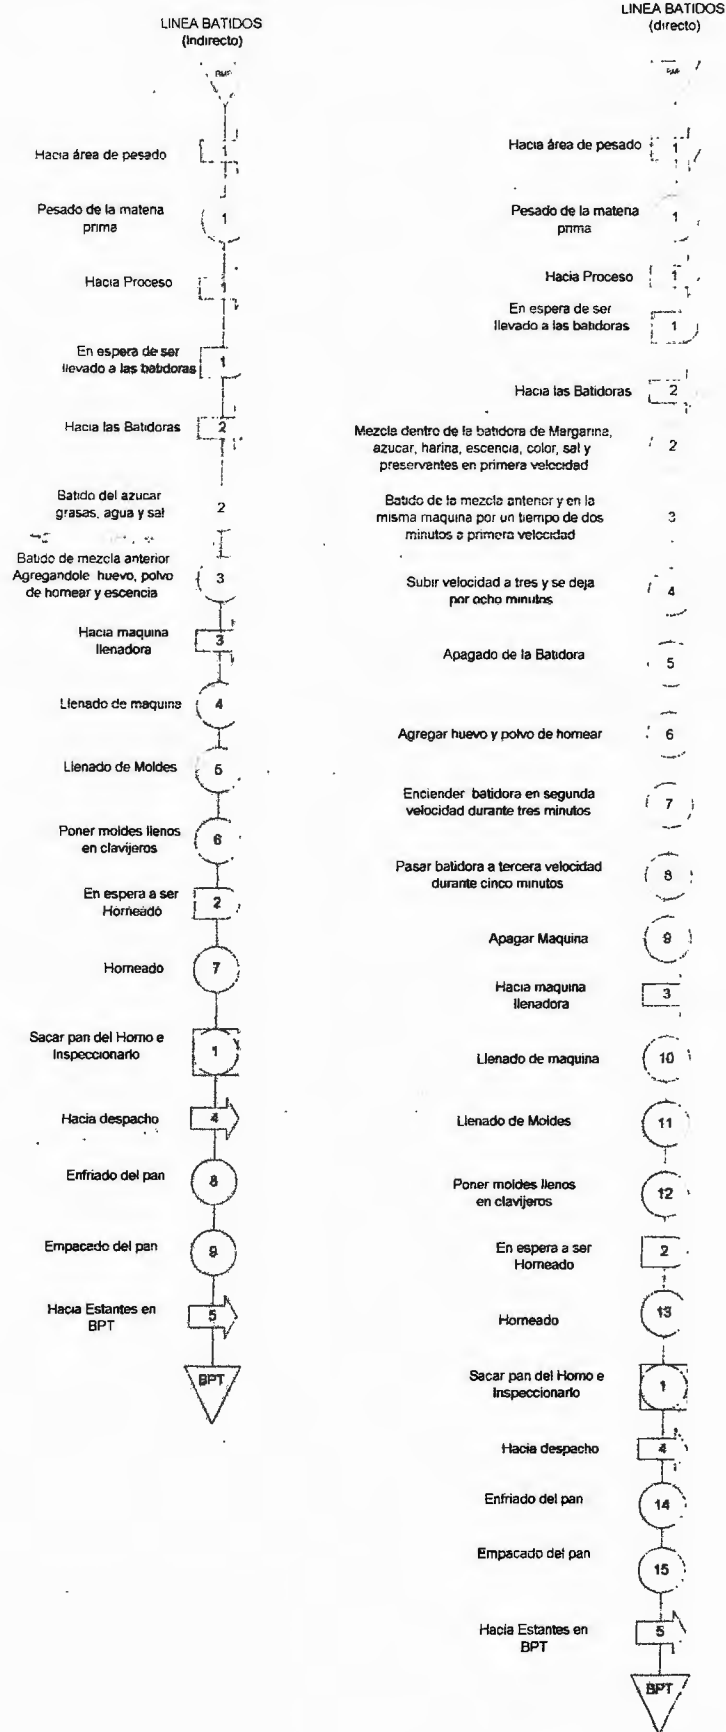 LINEA BATIDOS
(Indirecto)
Hacia área de pesado
1
Pesado de la materia
prima
1
Hacia Proceso
1
En espera de ser
llevado a las batidoras
1
Hacia las Batidoras
2
Batido del azucar
grasas, agua y sal
2
Batido de mezcla anterior
Agregandole huevo, polvo
de hornear y escencia
3
Hacia maquina
llenadora
3
Llenado de maquina
4
Llenado de Moldes
5
Poner moldes llenos
en clavijeros
6
En espera a ser
Horneado
2
Horneado
7
Sacar pan del Horno e
Inspeccionarlo
1
Hacia despacho
4
Enfriado del pan
8
Empacado del pan
9
Hacia Estantes en
BPT
5
BPT
LINEA BATIDOS
(directo)
Hacia área de pesado
1
Pesado de la materia
prima
1
Hacia Proceso
1
En espera de ser
llevado a las batidoras
1
Hacia las Batidoras
2
Mezcla dentro de la batidora de Margarina,
azucar, harina, escencia, color, sal y
preservantes en primera velocidad
2
Batido de la mezcla anterior y en la
misma maquina por un tiempo de dos
minutos a primera velocidad
3
Subir velocidad a tres y se deja
por ocho minutos
4
Apagado de la Batidora
5
Agregar huevo y polvo de hornear
6
Enciender batidora en segunda
velocidad durante tres minutos
7
Pasar batidora a tercera velocidad
durante cinco minutos
8
Apagar Maquina
9
Hacia maquina
llenadora
3
Llenado de maquina
10
Llenado de Moldes
11
Poner moldes llenos
en clavijeros
12
En espera a ser
Horneado
2
Horneado
13
Sacar pan del Horno e
Inspeccionarlo
1
Hacia despacho
4
Enfriado del pan
14
Empacado del pan
15
Hacia Estantes en
BPT
5
BPT